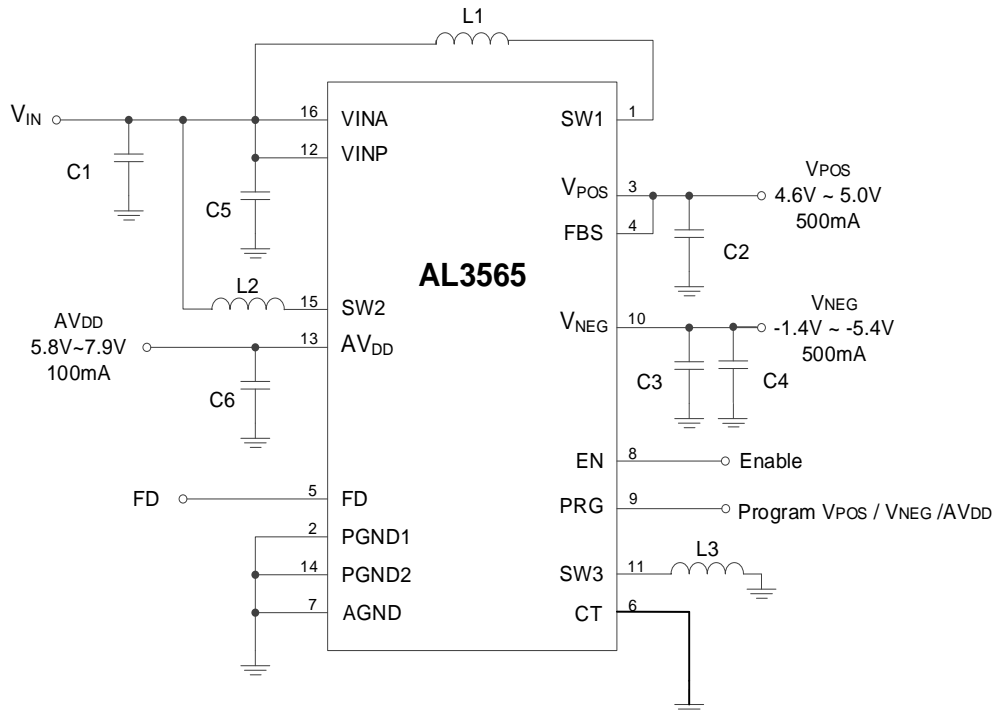 L1
VIN
16
VINA
SW1
1
12
VINP
C1
C5
VPOS
3
VPOS
4.6V ~ 5.0V
500mA
FBS
4
C2
AL3565
L2
15
SW2
AVDD
5.8V~7.9V
100mA
13
AVDD
C6
VNEG
10
VNEG
-1.4V ~ -5.4V
500mA
C3
C4
EN
8
Enable
FD
5
FD
PRG
9
Program VPOS / VNEG /AVDD
2
PGND1
14
PGND2
SW3
11
L3
7
AGND
CT
6